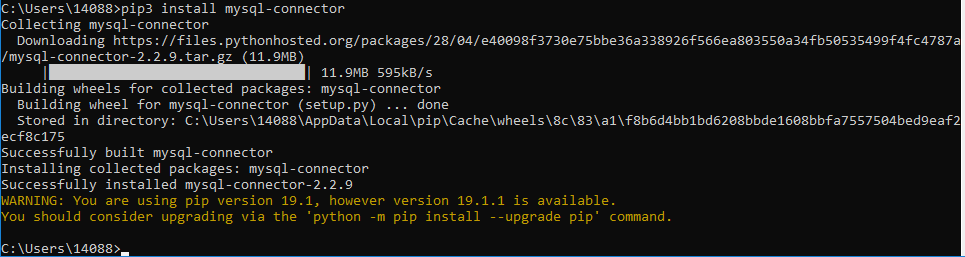 C:\Users\14088>pip3 install mysql-connector
Collecting mysql-connector
  Downloading https://files.pythonhosted.org/packages/28/04/e40098f3730e75bbe36a338926f566ea803550a34fb50535499f4fc4787a
/mysql-connector-2.2.9.tar.gz (11.9MB)
     |████████████████████████████████| 11.9MB 595kB/s
Building wheels for collected packages: mysql-connector
  Building wheel for mysql-connector (setup.py) ... done
  Stored in directory: C:\Users\14088\AppData\Local\pip\Cache\wheels\8c\83\a1\f8b6d4bb1bd6208bbde1608bbfa7557504bed9eaf2
ecf8c175
Successfully built mysql-connector
Installing collected packages: mysql-connector
Successfully installed mysql-connector-2.2.9
WARNING: You are using pip version 19.1, however version 19.1.1 is available.
You should consider upgrading via the 'python -m pip install --upgrade pip' command.
C:\Users\14088>